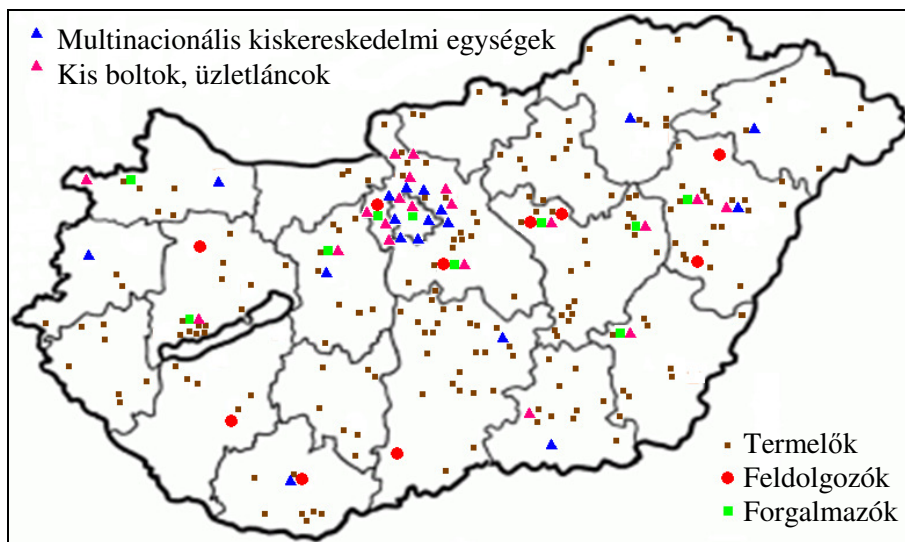 Multinacionális kiskereskedelmi egységek
Kis boltok, üzletláncok
Termelők
Feldolgozók
Forgalmazók